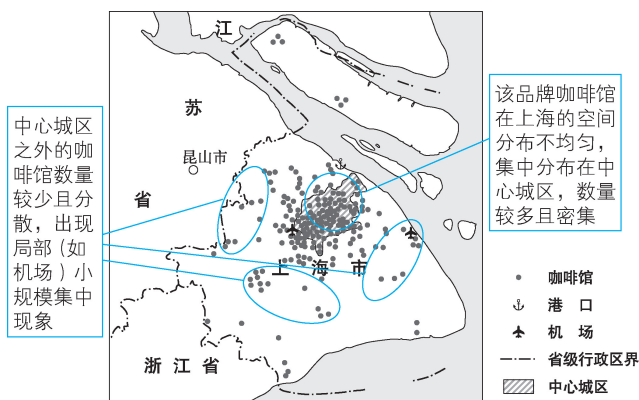 中心城区
之外的咖
啡馆数量
较少且分
散，出现
局部（如
机场）小
规模集中
现象
江
苏
省
昆山市
上海市
浙江省
该品牌咖啡馆
在上海的空间
分布不均匀，
集中分布在中
心城区，数量
较多且密集
咖啡馆
港 口
机 场
省级行政区界
中心城区